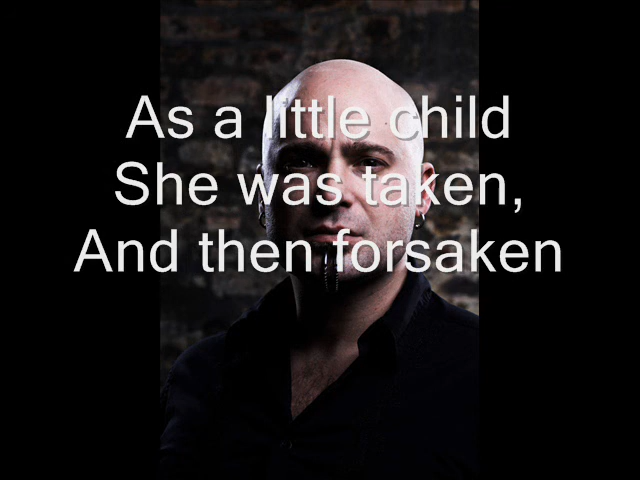 As a little child
She was taken,
And then forsaken